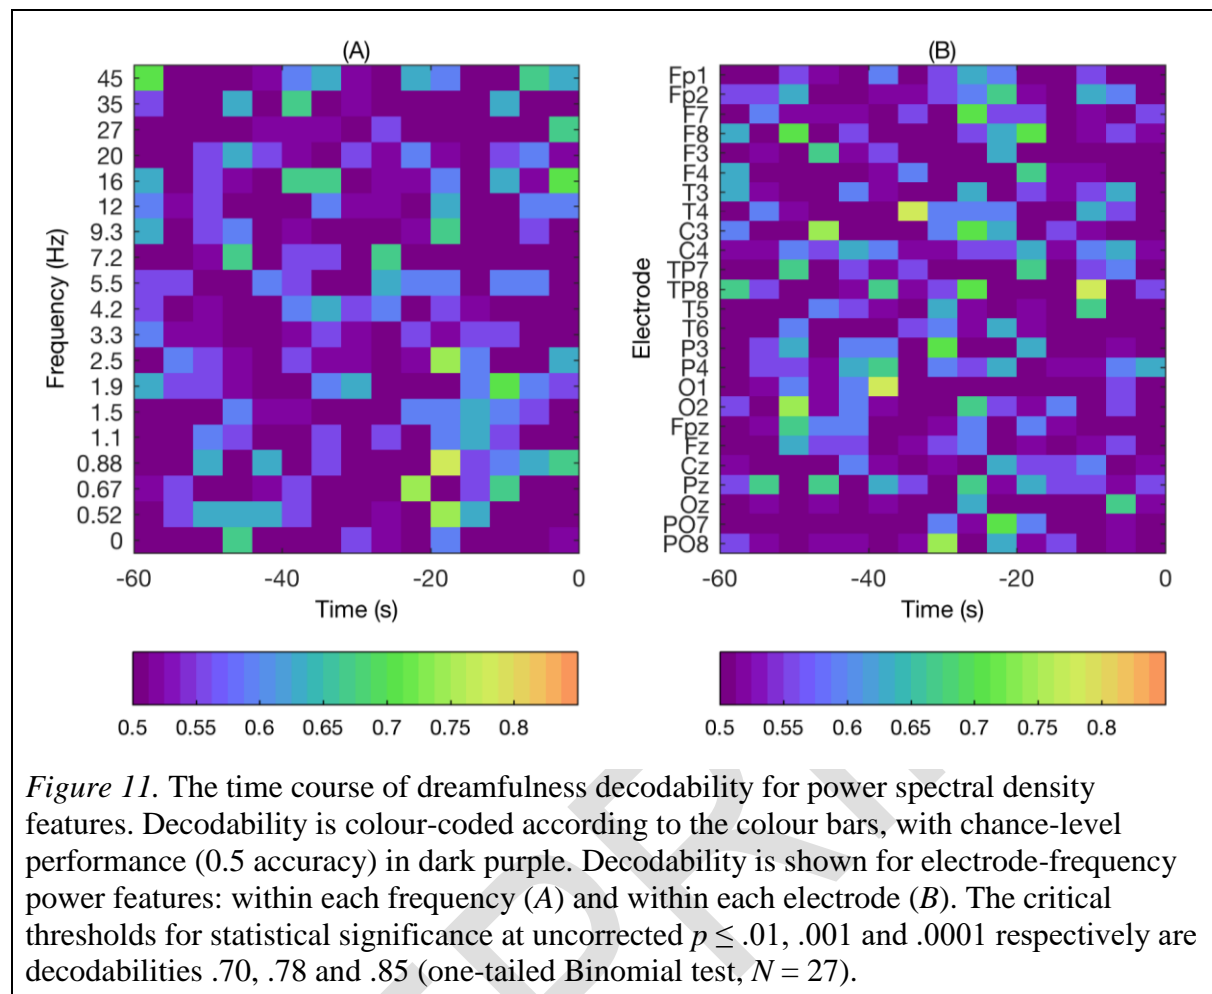 (A)
Frequency (Hz)
45
35
27
20
16
12
9.3
7.2
5.5
4.2
3.3
2.5
1.9
1.5
1.1
0.88
0.67
0.52
0
-60 -40 -20 0
Time (s)
0.5 0.55 0.6 0.65 0.7 0.75 0.8
(B)
Electrode
Fp1
Fp2
F7
F8
F3
F4
T3
T4
C3
C4
TP7
TP8
T5
T6
P3
P4
O1
O2
Fpz
Fz
Cz
Pz
Oz
PO7
PO8
-60 -40 -20 0
Time (s)
0.5 0.55 0.6 0.65 0.7 0.75 0.8
Figure 11. The time course of dreamfulness decodability for power spectral density
features. Decodability is colour-coded according to the colour bars, with chance-level
performance (0.5 accuracy) in dark purple. Decodability is shown for electrode-frequency
power features: within each frequency (A) and within each electrode (B). The critical
thresholds for statistical significance at uncorrected p ≤ .01, .001 and .0001 respectively are
decodabilities .70, .78 and .85 (one-tailed Binomial test, N = 27).